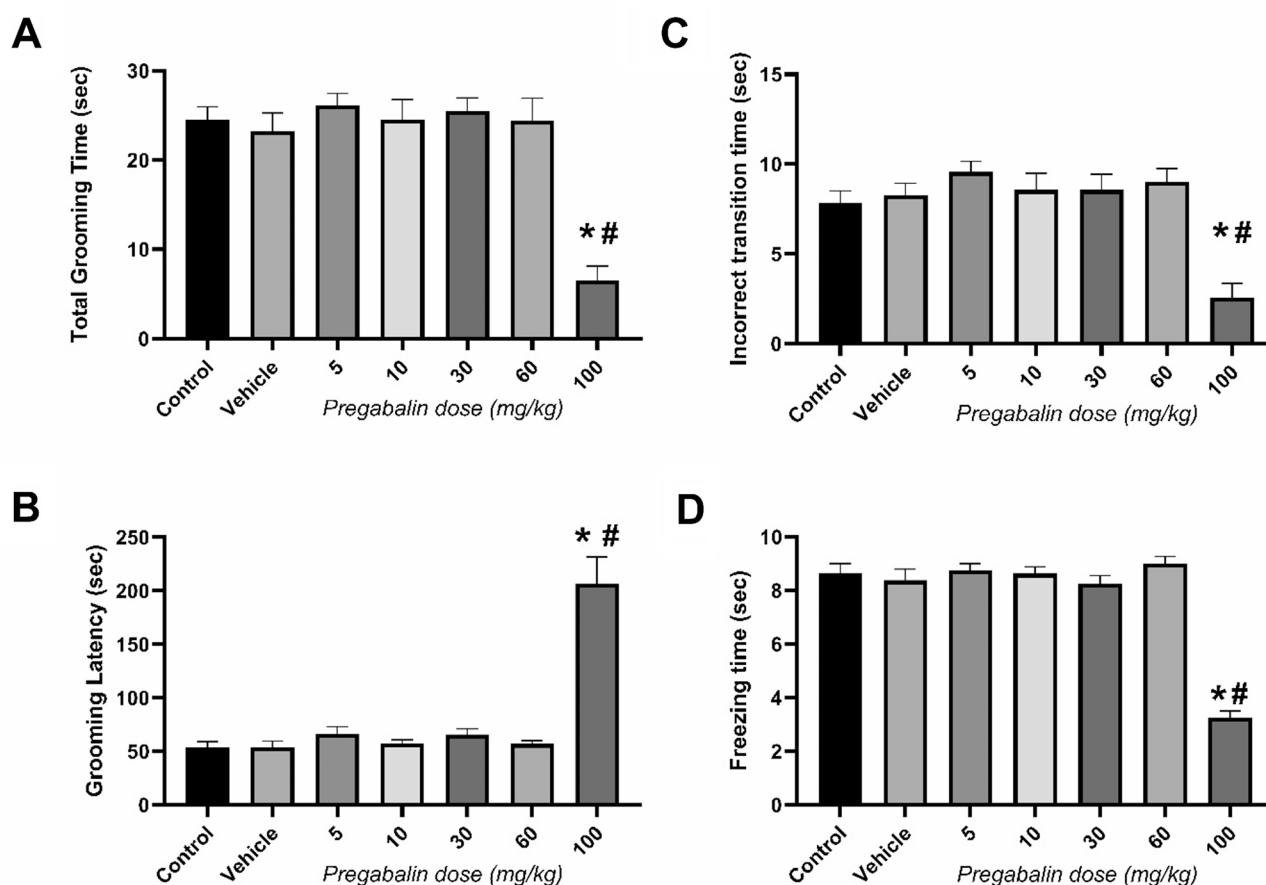 A
Total Grooming Time (sec)
30
20
10
0
* #
Control
Vehicle
5
10
30
60
100
Pregabalin dose (mg/kg)
C
Incorrect transition time (sec)
15
10
5
0
* #
Control
Vehicle
5
10
30
60
100
Pregabalin dose (mg/kg)
B
Grooming Latency (sec)
250
200
150
100
50
0
* #
Control
Vehicle
5
10
30
60
100
Pregabalin dose (mg/kg)
D
Freezing time (sec)
10
8
6
4
2
0
*#
Control
Vehicle
5
10
30
60
100
Pregabalin dose (mg/kg)